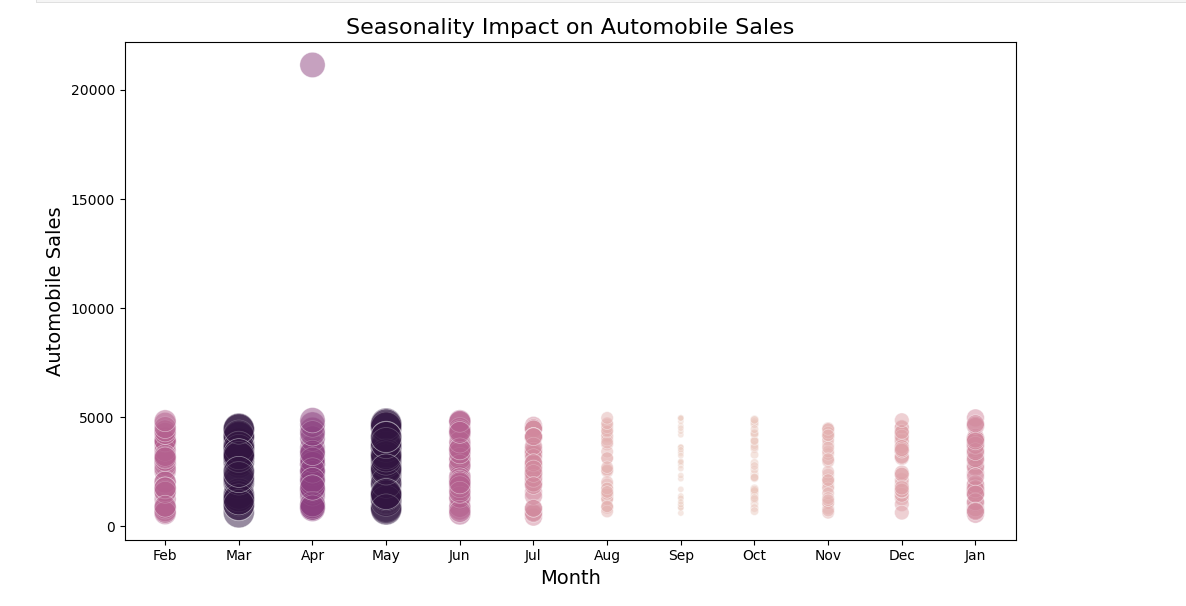 Seasonality Impact on Automobile Sales
Automobile Sales
20000
15000
10000
5000
0
Feb Mar Apr May Jun Jul Aug Sep Oct Nov Dec Jan
Month